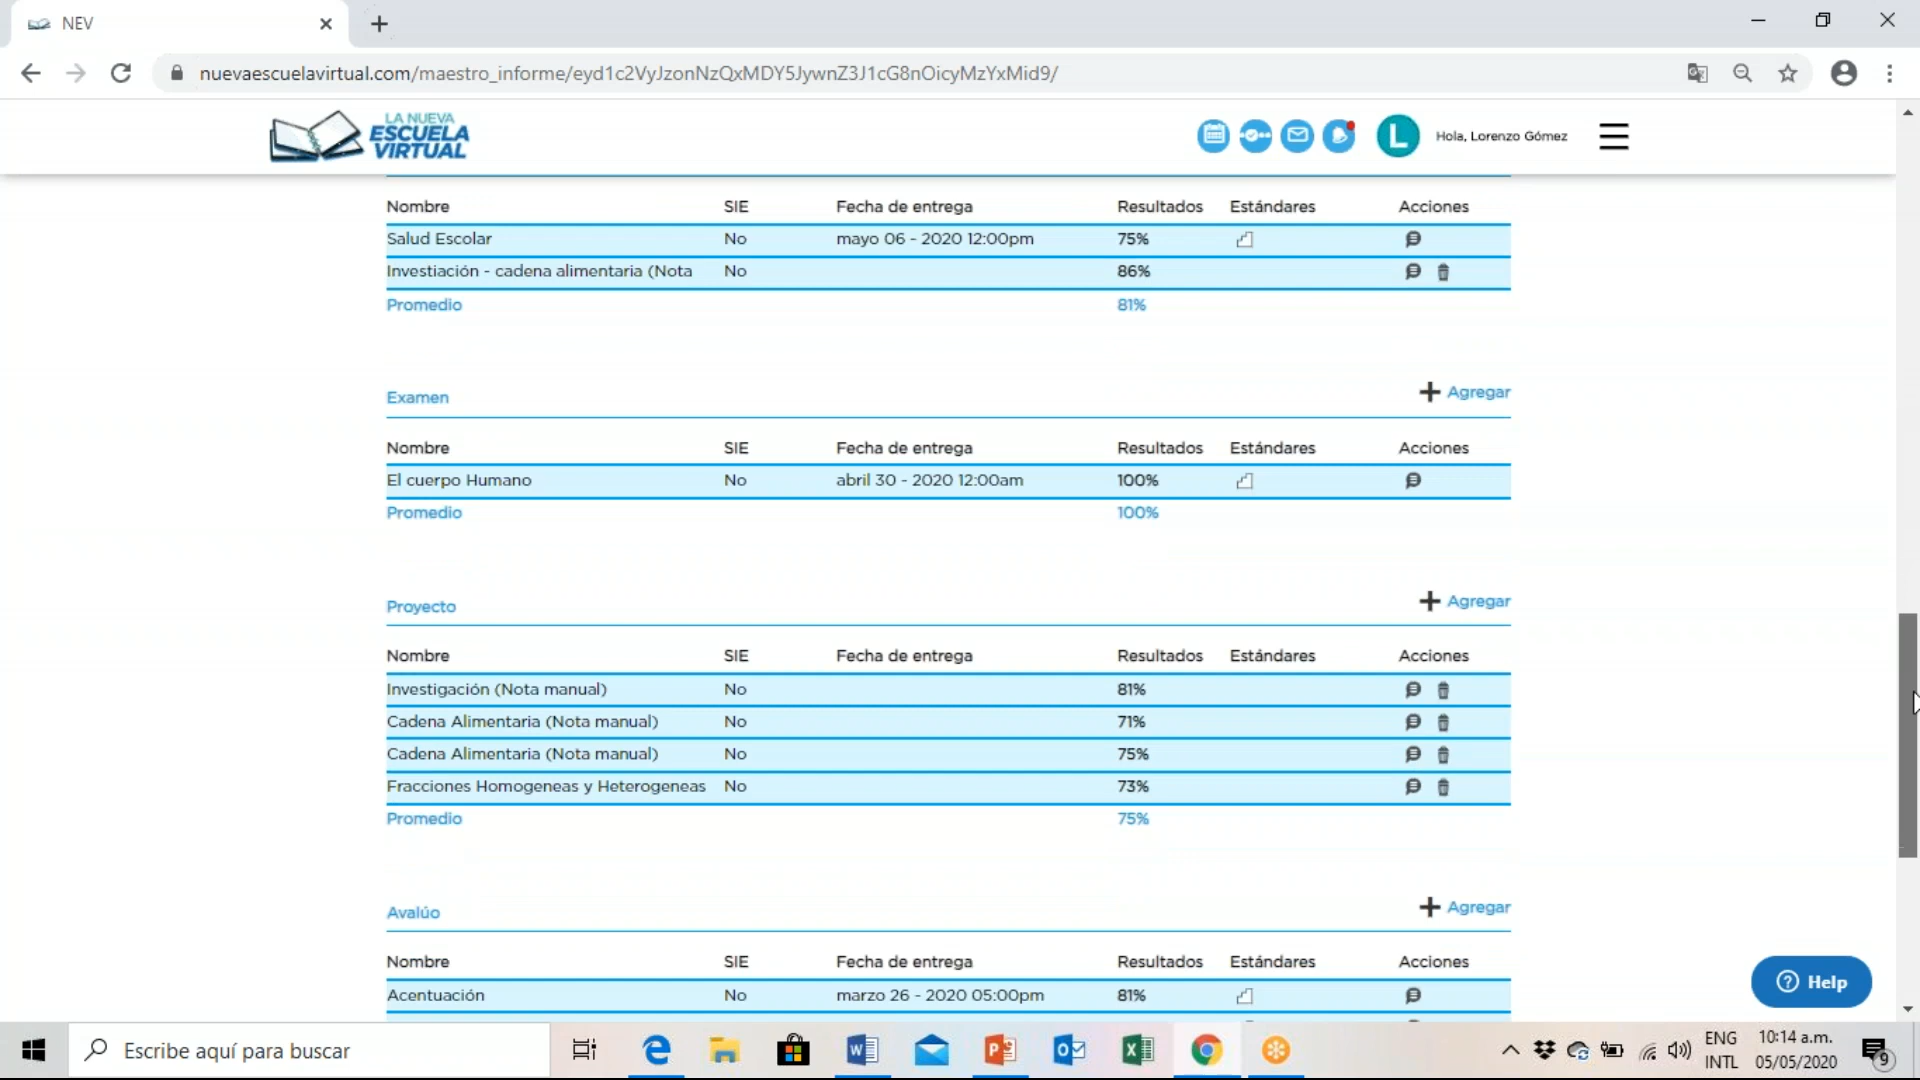 NEV
nuevaescuelavirtual.com/maestro_informe/eyd1c2VyJzonNzQxMDY5JywnZ3J1cG8nOicyMzYxMid9/
LA NUEVA
ESCUELA
VIRTUAL
L
Hola, Lorenzo Gómez
Nombre SIE Fecha de entrega Resultados Estándares Acciones
Salud Escolar No mayo 06 - 2020 12:00pm 75%
Investiación - cadena alimentaria (Nota No 86%
Promedio 81%
Examen Agregar
Nombre SIE Fecha de entrega Resultados Estándares Acciones
El cuerpo Humano No abril 30 - 2020 12:00am 100%
Promedio 100%
Proyecto Agregar
Nombre SIE Fecha de entrega Resultados Estándares Acciones
Investigación (Nota manual) No 81%
Cadena Alimentaria (Nota manual) No 71%
Cadena Alimentaria (Nota manual) No 75%
Fracciones Homogeneas y Heterogeneas No 73%
Promedio 75%
Avalúo Agregar
Nombre SIE Fecha de entrega Resultados Estándares Acciones
Acentuación No marzo 26 - 2020 05:00pm 81%
Help
Escribe aquí para buscar
ENG 10:14 a.m.
INTL 05/05/2020
9